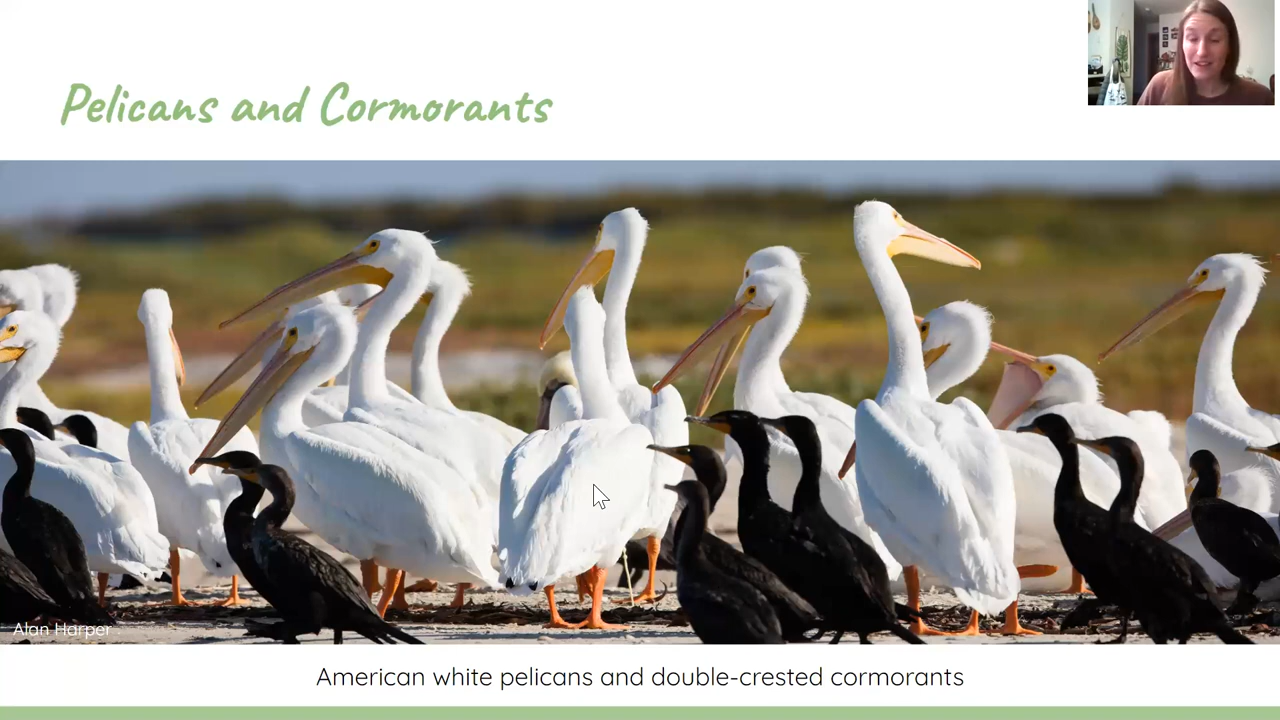 Pelicans and Cormorants
Alan Harper
American white pelicans and double-crested cormorants